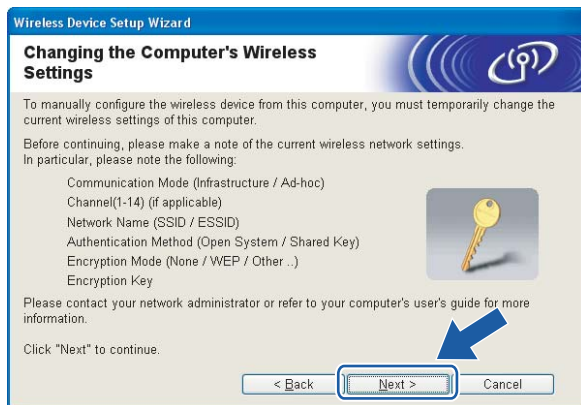 Wireless Device Setup Wizard
Changing the Computer's Wireless
Settings
To manually configure the wireless device from this computer, you must temporarily change the
current wireless settings of this computer.
Before continuing, please make a note of the current wireless network settings.
In particular, please note the following:
Communication Mode (Infrastructure / Ad-hoc)
Channel(1-14) (if applicable)
Network Name (SSID / ESSID)
Authentication Method (Open System / Shared Key)
Encryption Mode (None / WEP / Other ..)
Encryption Key
Please contact your network administrator or refer to your computer's user's guide for more
information.
Click "Next" to continue.
< Back Next > Cancel